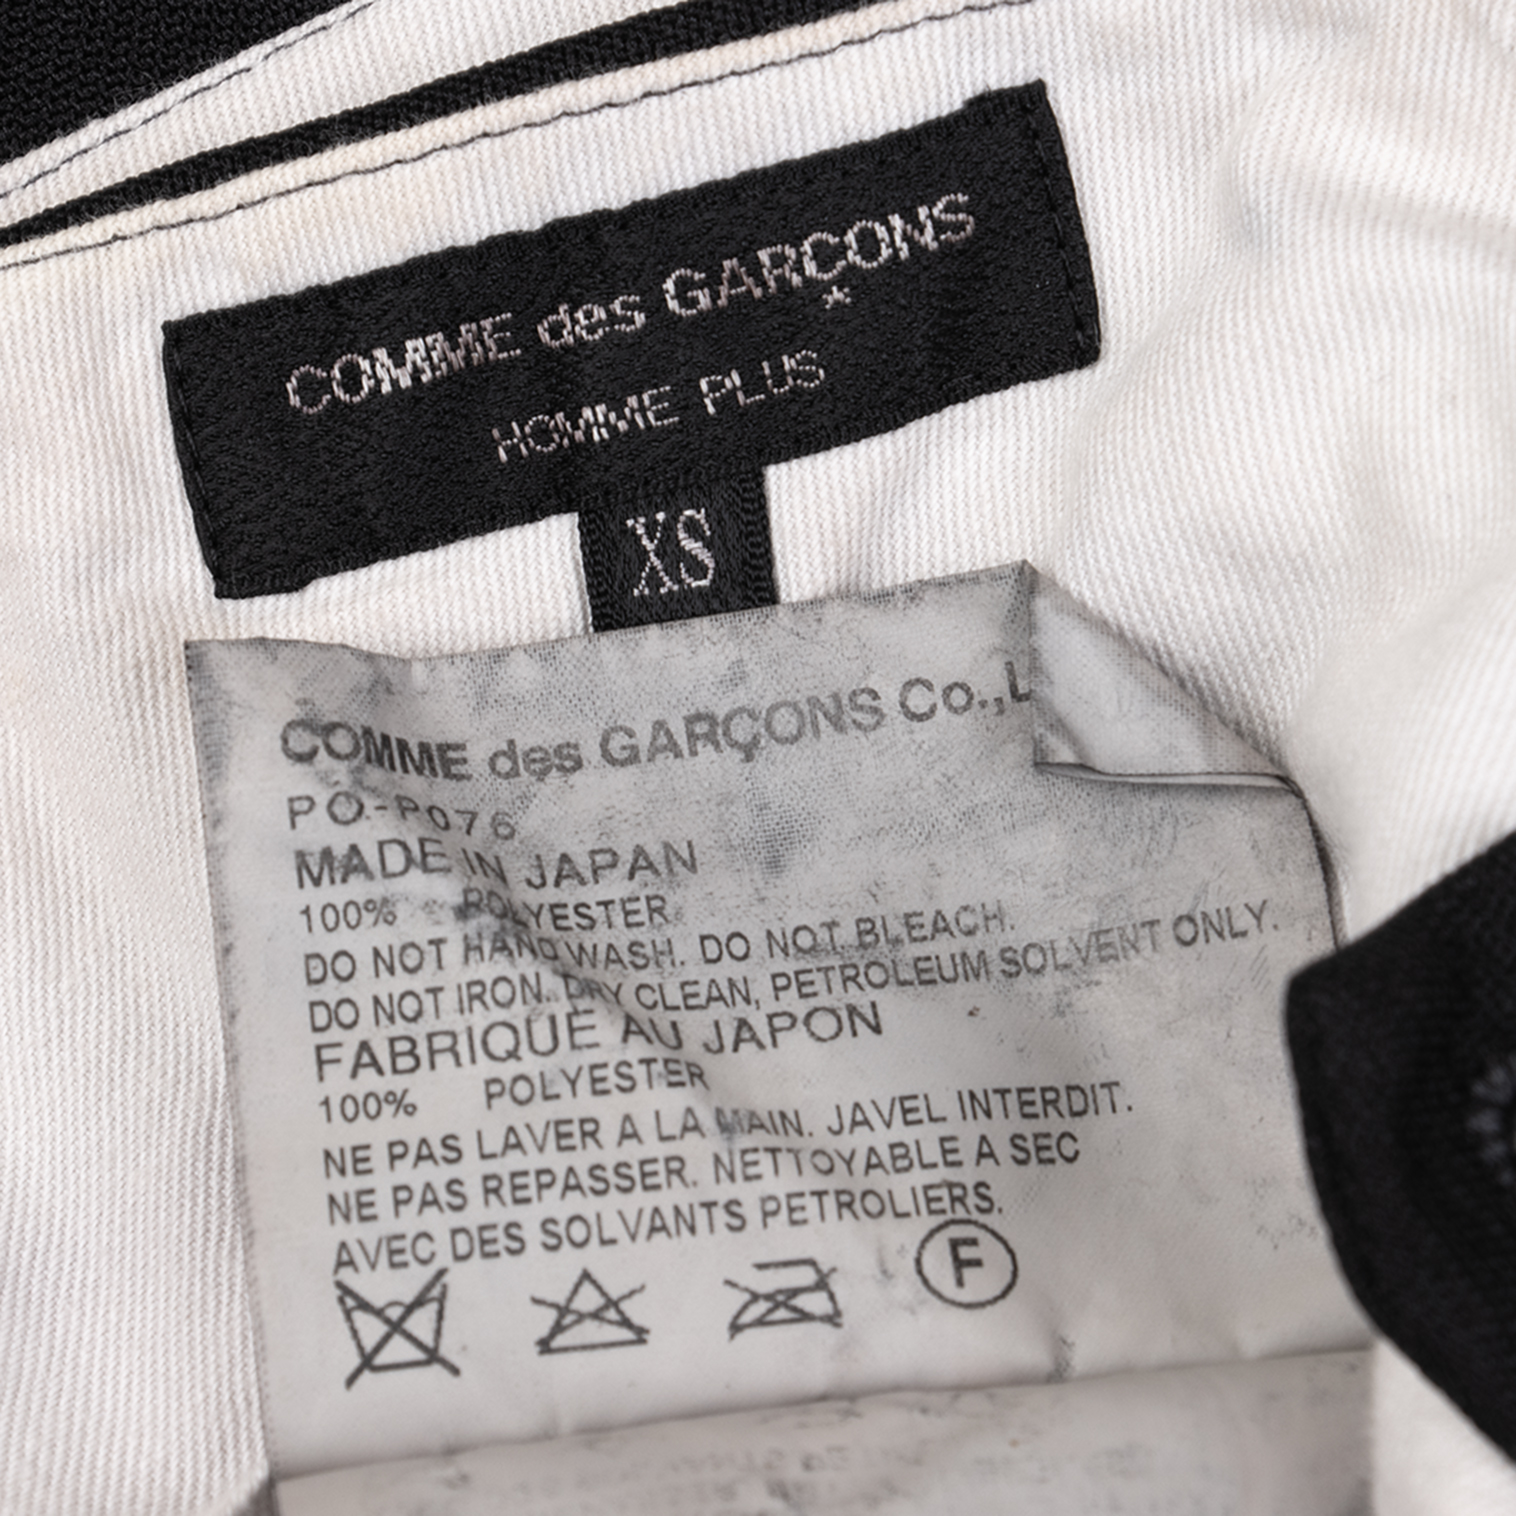 COMME des GARÇONS
HOMME PLUS
XS
COMME des GARÇONS Co.,L
PO-P076
MADE IN JAPAN
100% POLYESTER
DO NOT HAND WASH. DO NOT BLEACH.
DO NOT IRON. DRY CLEAN, PETROLEUM SOLVENT ONLY.
FABRIQUE AU JAPON
100% POLYESTER
NE PAS LAVER A LA MAIN. JAVEL INTERDIT.
NE PAS REPASSER. NETTOYABLE A SEC
AVEC DES SOLVANTS PETROLIERS.
F